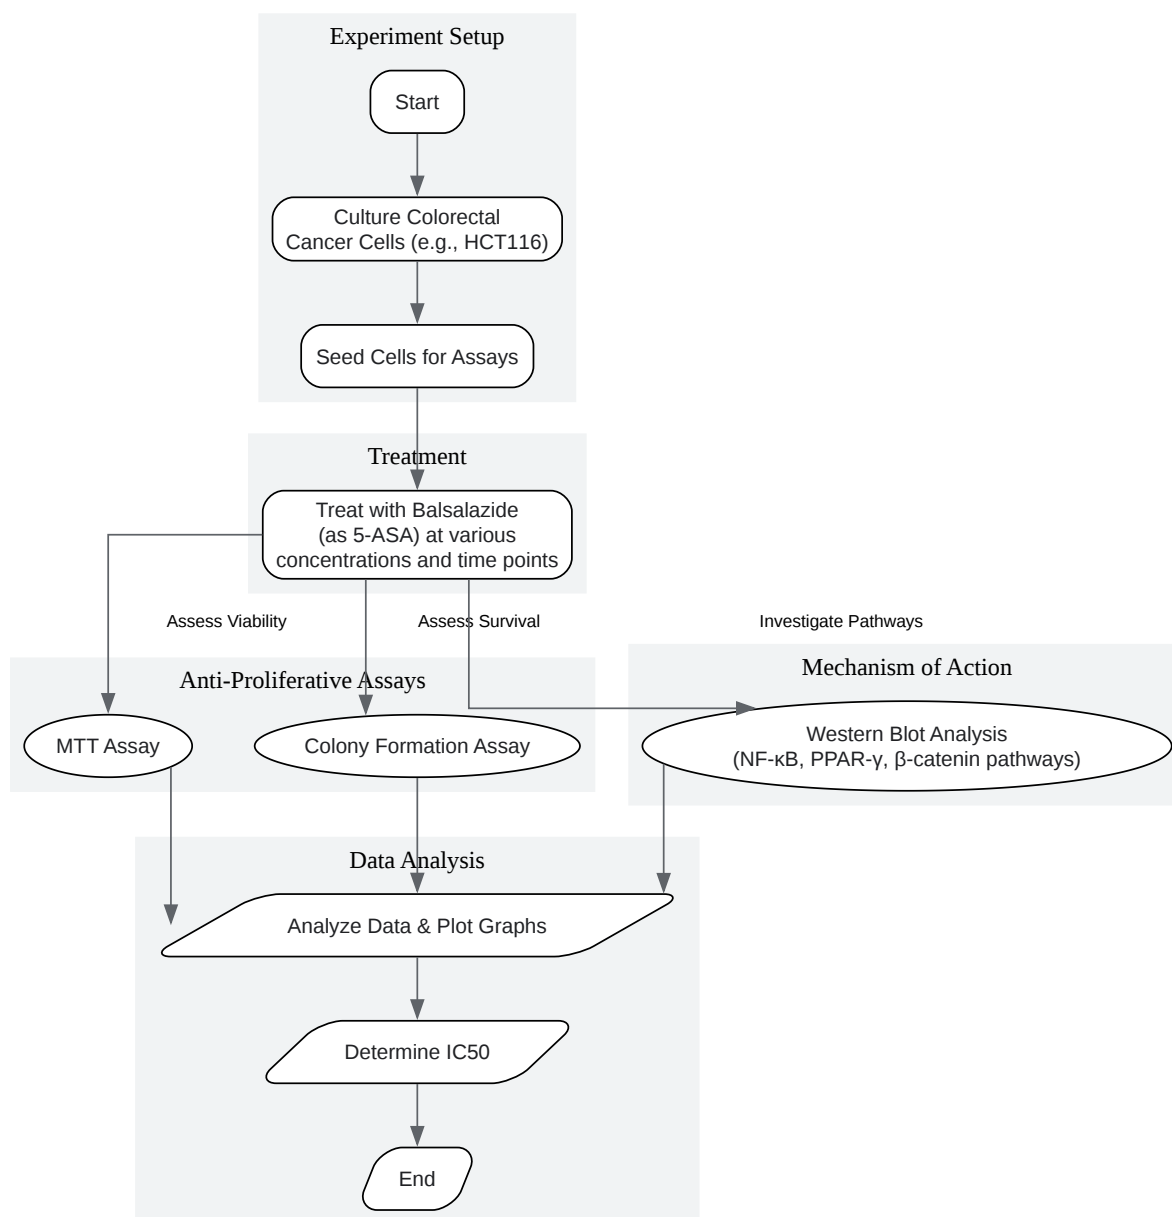 Experiment Setup
Start
Culture Colorectal
Cancer Cells (e.g., HCT116)
Seed Cells for Assays
Treatment
Treat with Balsalazide
(as 5-ASA) at various
concentrations and time points
Assess Viability
Assess Survival
Investigate Pathways
Anti-Proliferative Assays
Mechanism of Action
MTT Assay
Colony Formation Assay
Western Blot Analysis
(NF-κB, PPAR-γ, β-catenin pathways)
Data Analysis
Analyze Data & Plot Graphs
Determine IC50
End